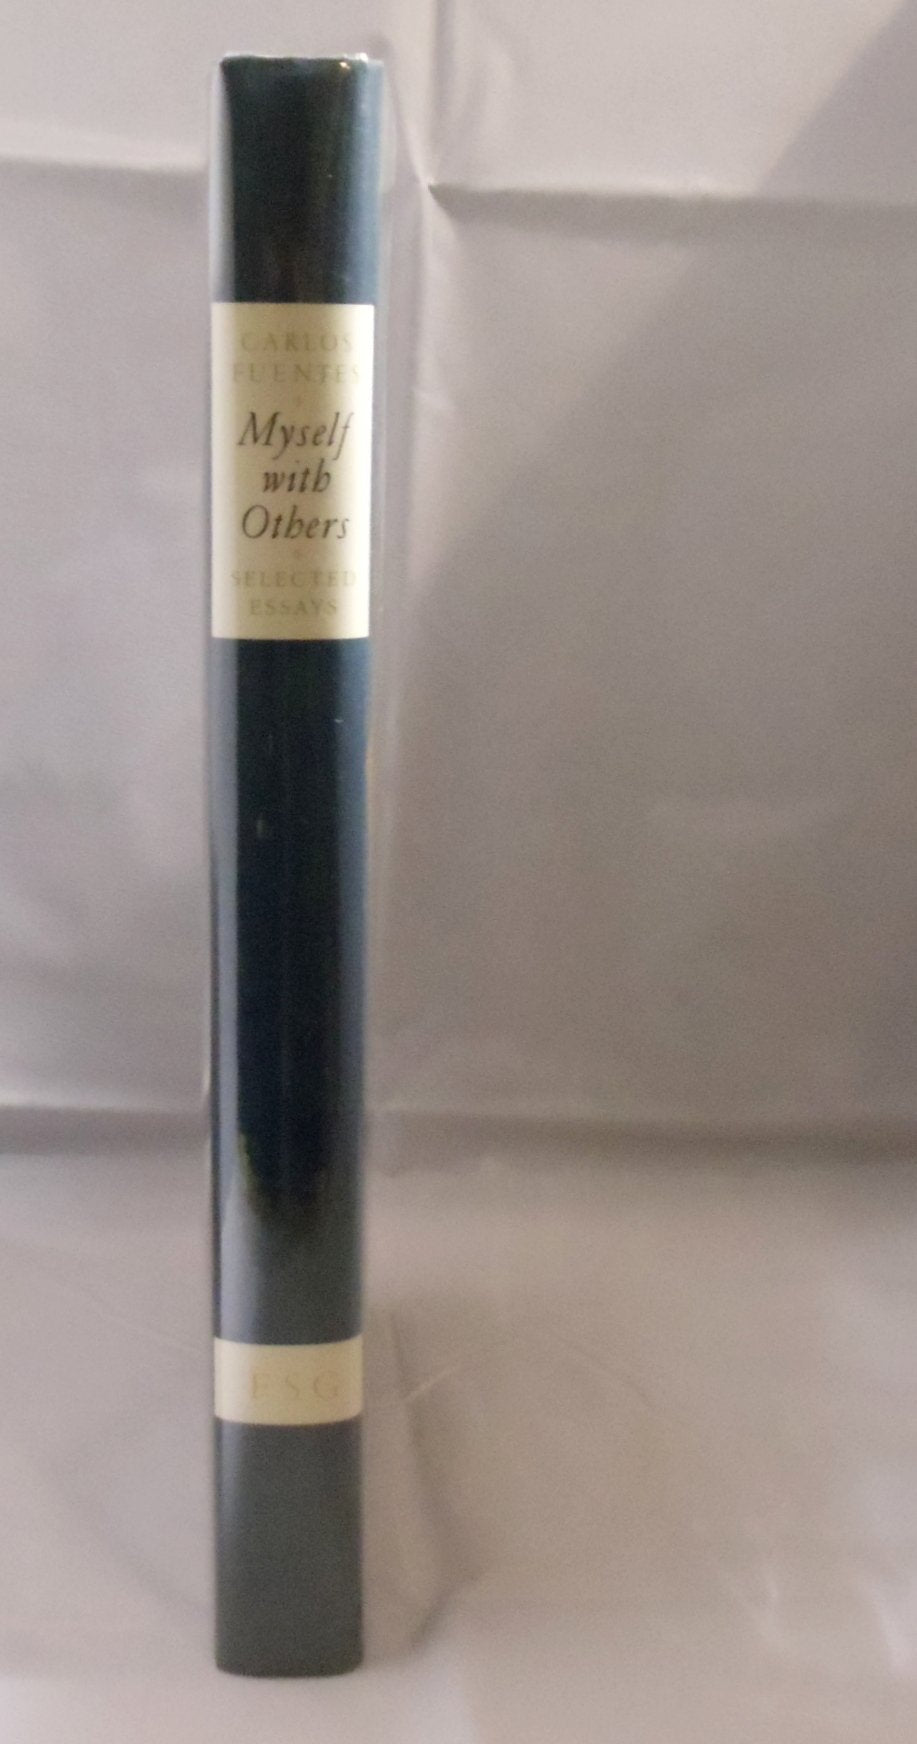 CARLOS
FUENTES
Myself
with
Others
SELECTED
ESSAYS
FSG